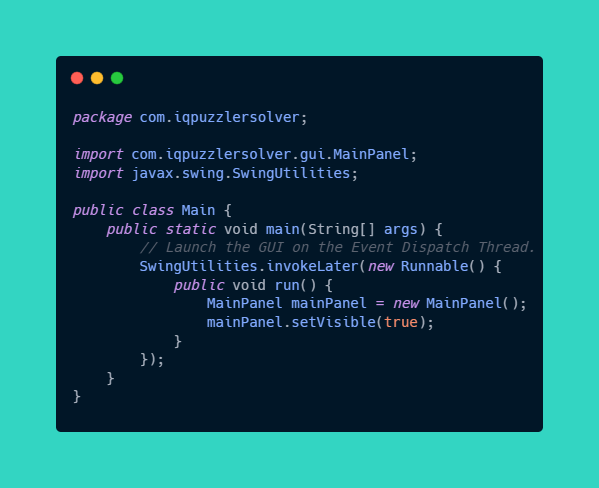 package com.iqpuzzlersolver;

import com.iqpuzzlersolver.gui.MainPanel;
import javax.swing.SwingUtilities;

public class Main {
    public static void main(String[] args) {
        // Launch the GUI on the Event Dispatch Thread.
        SwingUtilities.invokeLater(new Runnable() {
            public void run() {
                MainPanel mainPanel = new MainPanel();
                mainPanel.setVisible(true);
            }
        });
    }
}